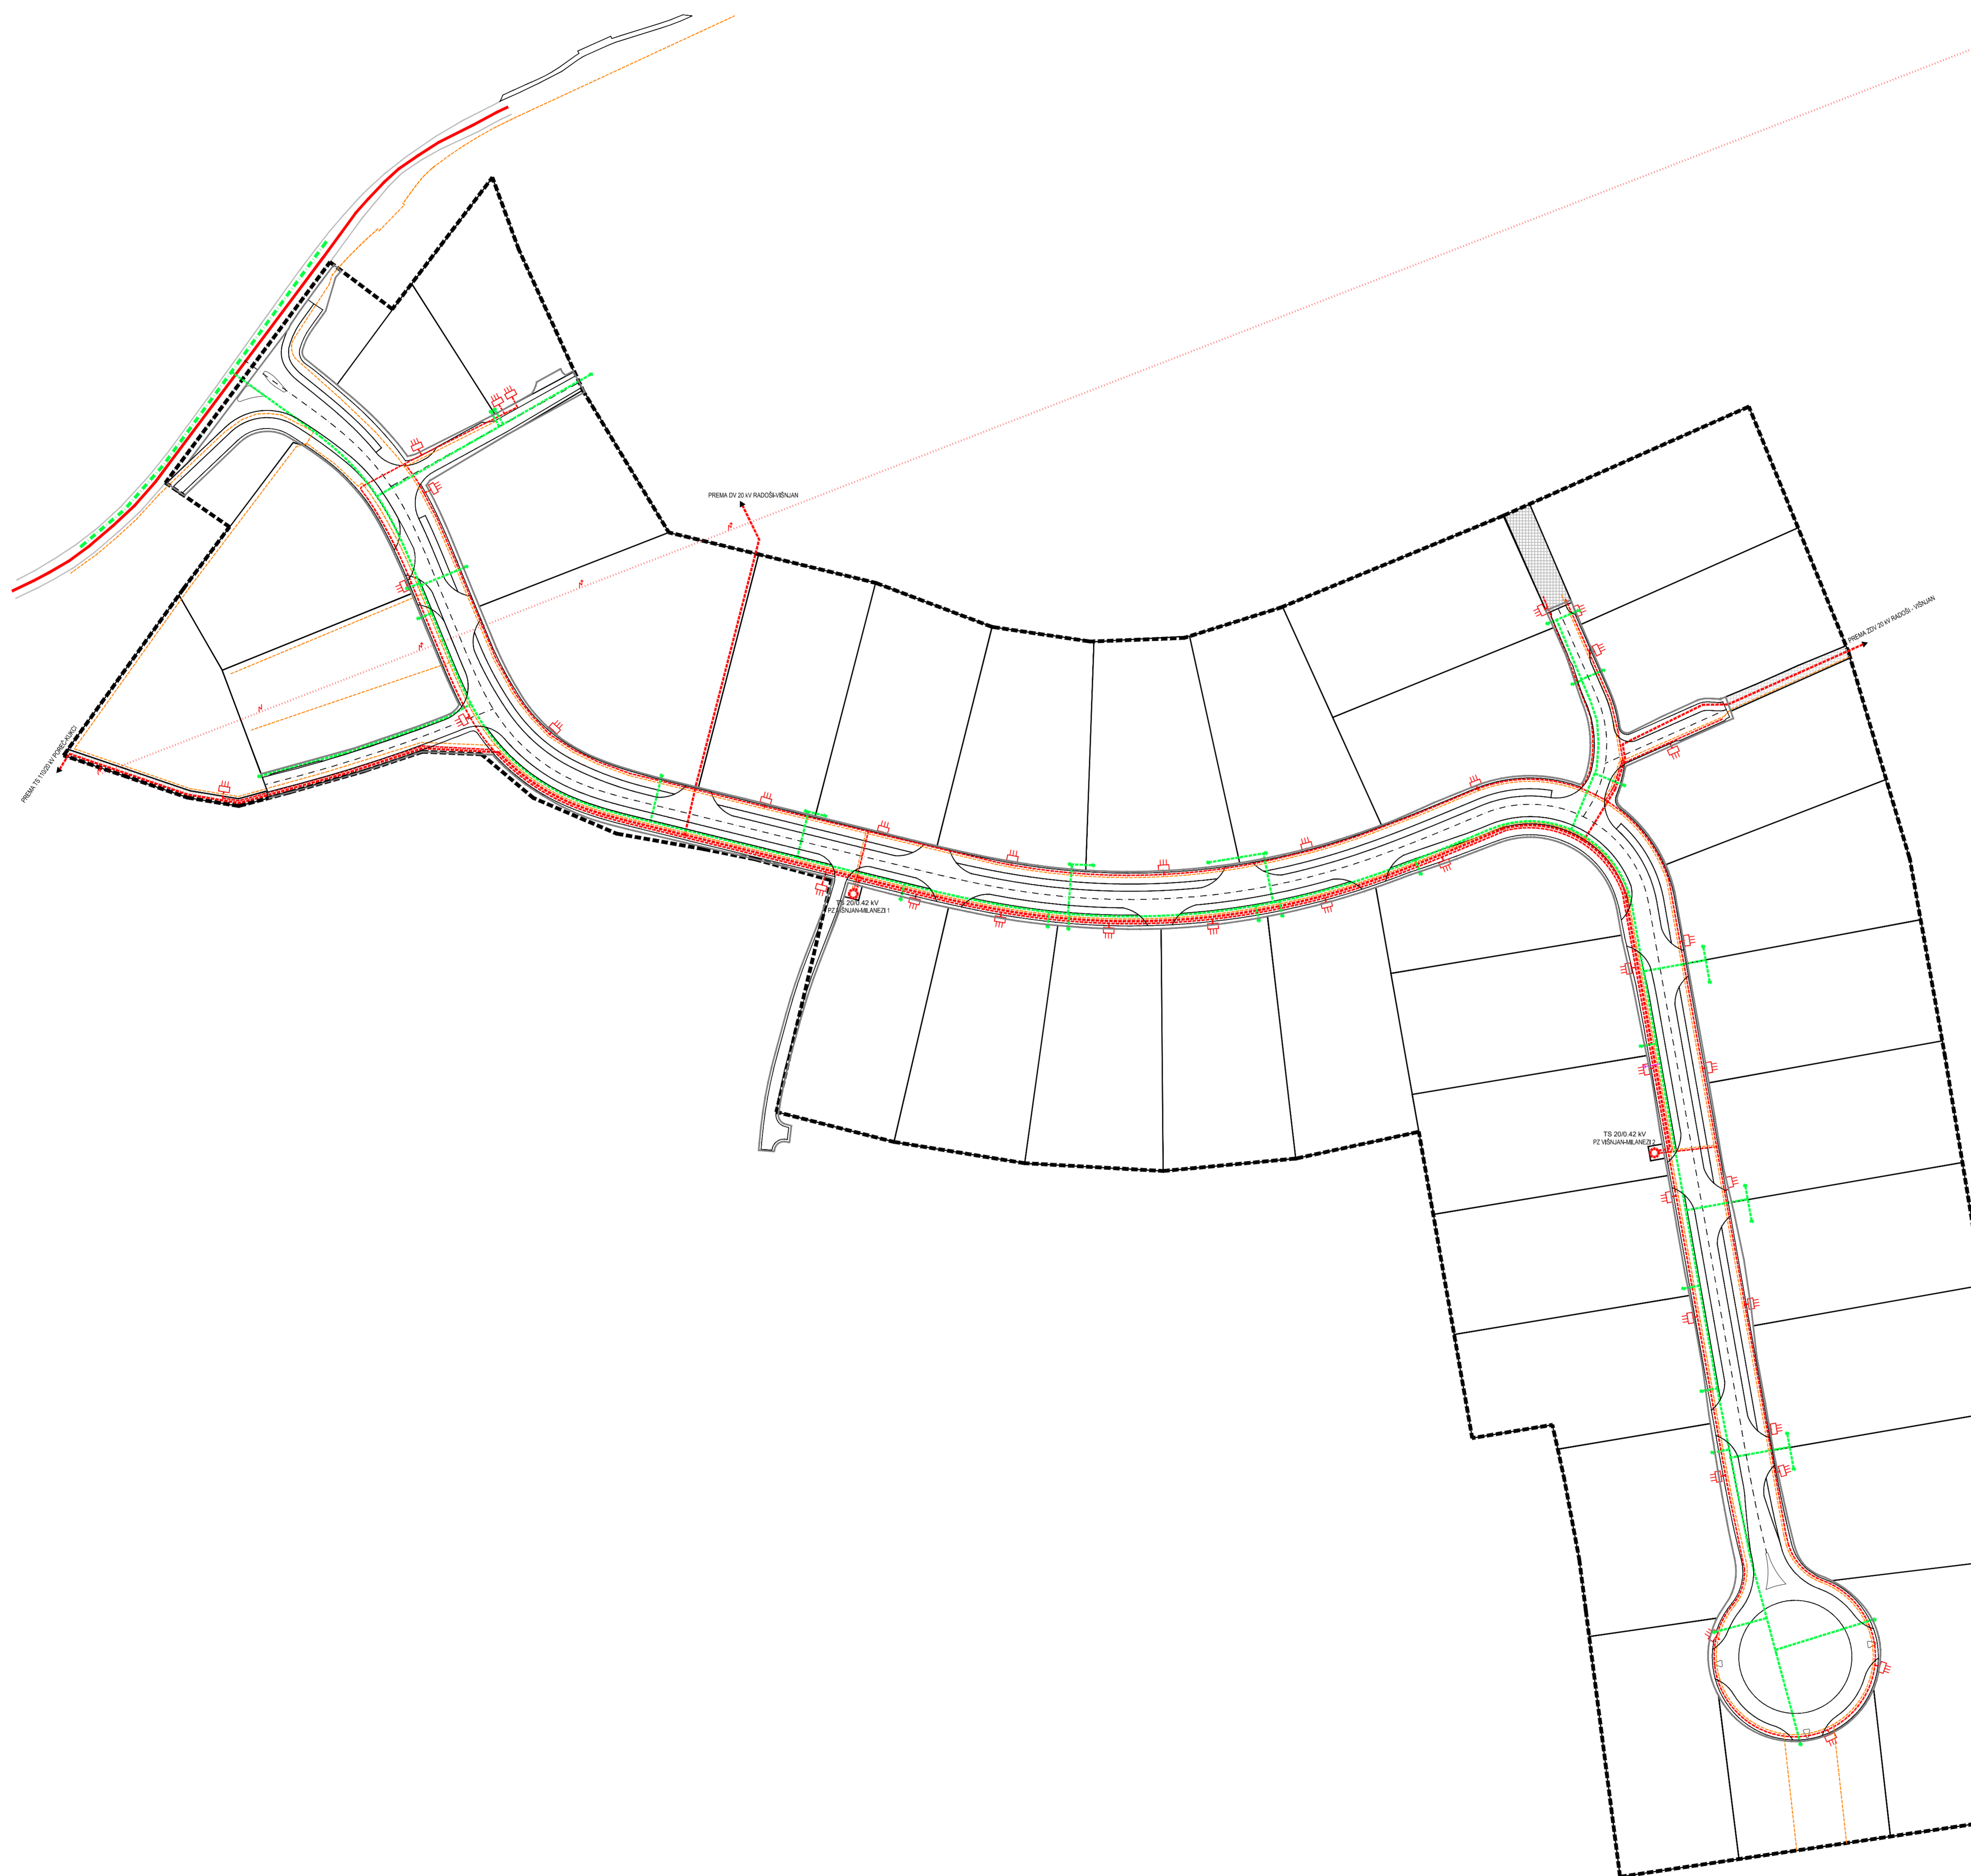 PREMA DV 20 kV RADOŠI-VIŠNJAN
PREMA ZDV 20 kV RADOŠI - VIŠNJAN
PREMA TS 110/20 kV POREČ-KUKCI
TS 20/0.42 kV
PZ VIŠNJAN-MILANEZI 1
TS 20/0.42 kV
PZ VIŠNJAN-MILANEZI 2